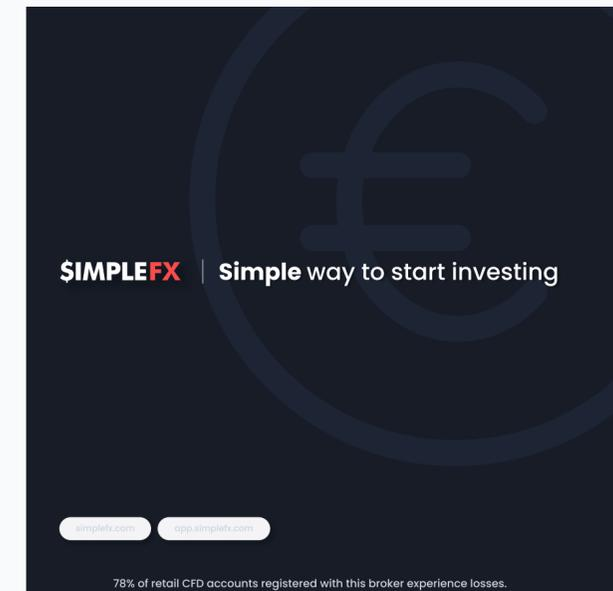 $IMPLEFX | Simple way to start investing
simplefx.com app.simplefx.com
78% of retail CFD accounts registered with this broker experience losses.